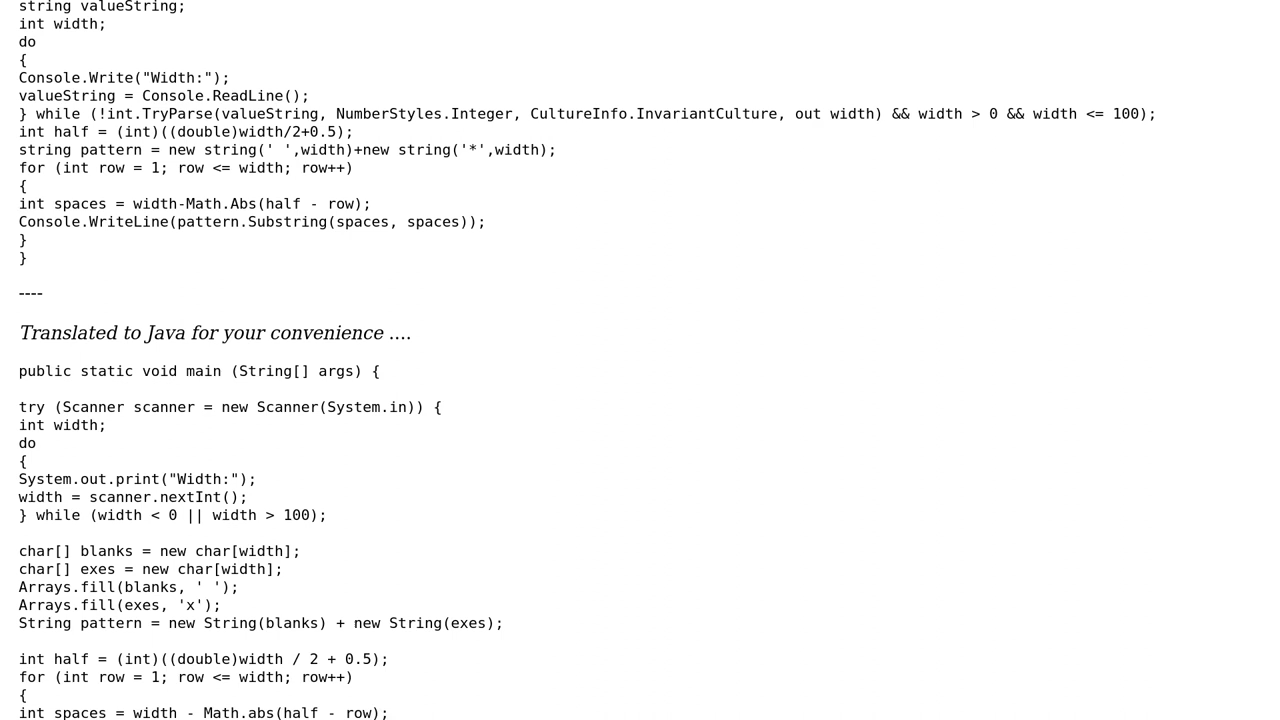 string valueString;
int width;
do
{
Console.Write("Width:");
valueString = Console.ReadLine();
} while (!int.TryParse(valueString, NumberStyles.Integer, CultureInfo.InvariantCulture, out width) && width > 0 && width <= 100);
int half = (int)((double)width/2+0.5);
string pattern = new string(' ',width)+new string('*',width);
for (int row = 1; row <= width; row++)
{
int spaces = width-Math.Abs(half - row);
Console.WriteLine(pattern.Substring(spaces, spaces));
}
}
----
Translated to Java for your convenience ....
public static void main (String[] args) {
try (Scanner scanner = new Scanner(System.in)) {
int width;
do
{
System.out.print("Width:");
width = scanner.nextInt();
} while (width < 0 || width > 100);
char[] blanks = new char[width];
char[] exes = new char[width];
Arrays.fill(blanks, ' ');
Arrays.fill(exes, 'x');
String pattern = new String(blanks) + new String(exes);
int half = (int)((double)width / 2 + 0.5);
for (int row = 1; row <= width; row++)
{
int spaces = width - Math.abs(half - row);